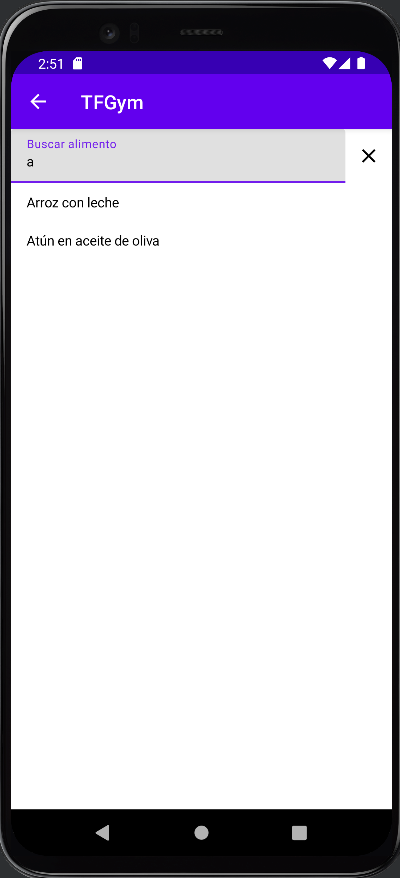 2:51
TFGym
Buscar alimento
a
Arroz con leche
Atún en aceite de oliva